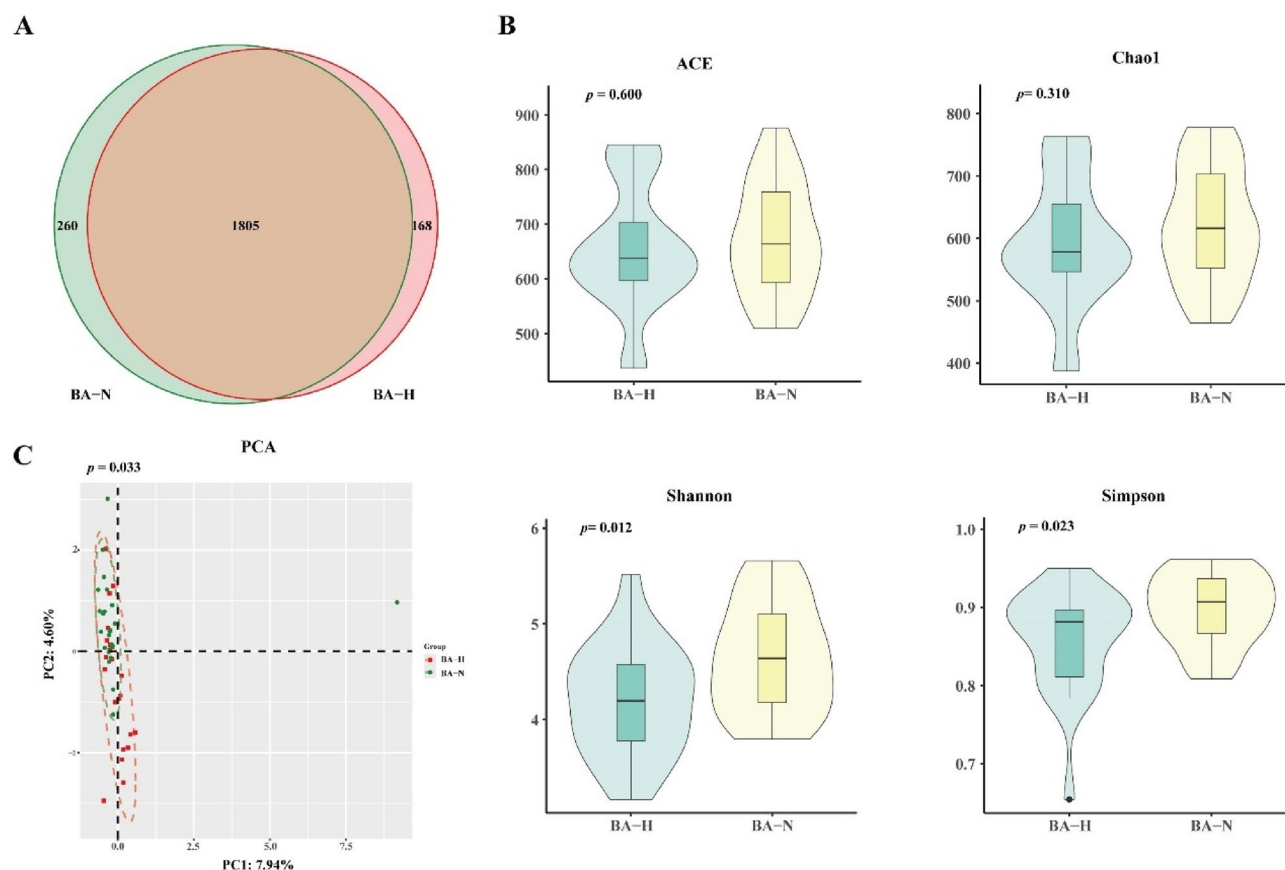 A
260
1805
168
BA−N
BA−H
B
ACE
p = 0.600
900
800
700
600
500
BA−H
BA−N
Chao1
p= 0.310
800
700
600
500
400
BA−H
BA−N
C
PCA
p = 0.033
PC2: 4.60%
2
0
−2
0.0
2.5
5.0
7.5
PC1: 7.94%
Group
BA−H
BA−N
Shannon
p= 0.012
6
5
4
BA−H
BA−N
Simpson
p = 0.023
1.0
0.9
0.8
0.7
BA−H
BA−N